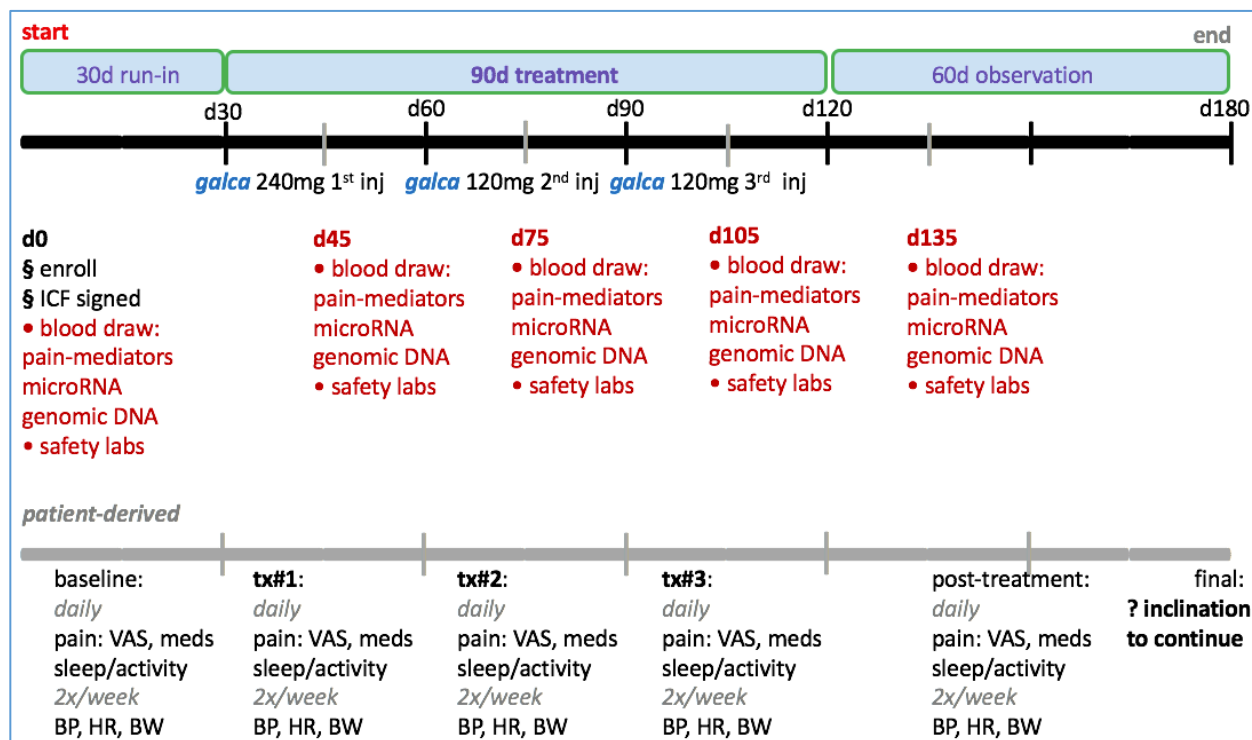 start
end
30d run-in
90d treatment
60d observation
d30
d60
d90
d120
d180
galca 240mg 1st inj
galca 120mg 2nd inj
galca 120mg 3rd inj
d0
§ enroll
§ ICF signed
• blood draw:
pain-mediators
microRNA
genomic DNA
• safety labs
d45
• blood draw:
pain-mediators
microRNA
genomic DNA
• safety labs
d75
• blood draw:
pain-mediators
microRNA
genomic DNA
• safety labs
d105
• blood draw:
pain-mediators
microRNA
genomic DNA
• safety labs
d135
• blood draw:
pain-mediators
microRNA
genomic DNA
• safety labs
patient-derived
baseline:
daily
pain: VAS, meds
sleep/activity
2x/week
BP, HR, BW
tx#1:
daily
pain: VAS, meds
sleep/activity
2x/week
BP, HR, BW
tx#2:
daily
pain: VAS, meds
sleep/activity
2x/week
BP, HR, BW
tx#3:
daily
pain: VAS, meds
sleep/activity
2x/week
BP, HR, BW
post-treatment:
daily
pain: VAS, meds
sleep/activity
2x/week
BP, HR, BW
final:
? inclination
to continue